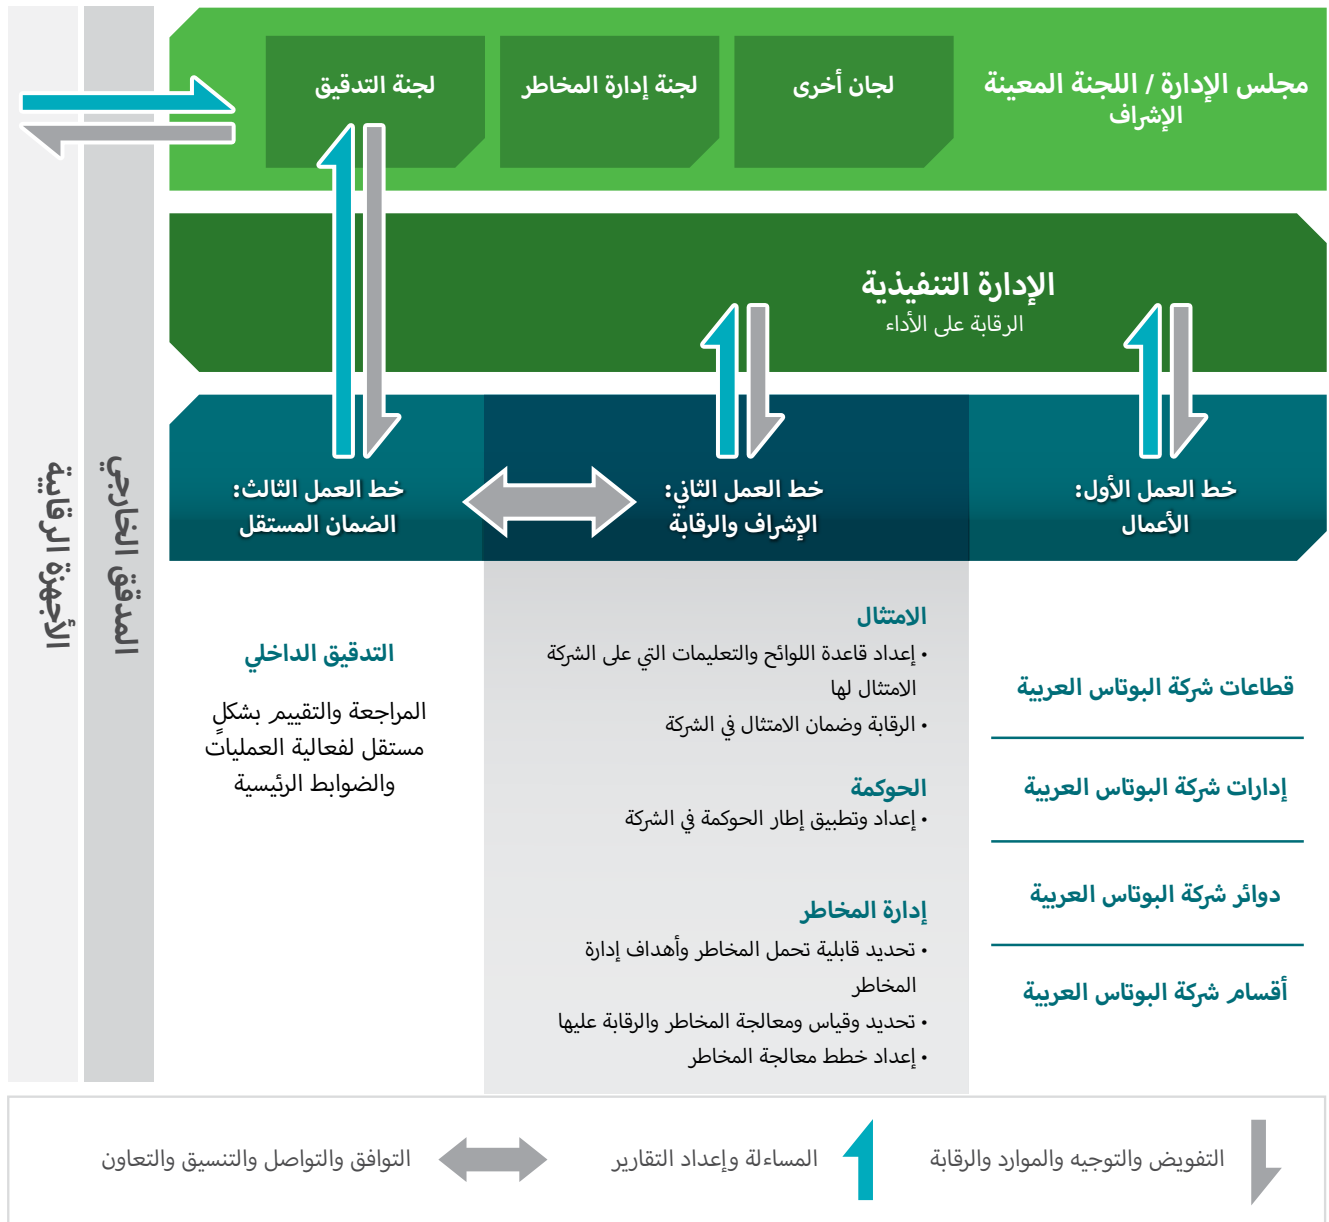 مجلس الإدارة / اللجنة المعينة
الإشراف
لجان أخرى
لجنة إدارة المخاطر
لجنة التدقيق
الإدارة التنفيذية
الرقابة على الأداء
خط العمل الأول:
الأعمال
خط العمل الثاني:
الإشراف والرقابة
خط العمل الثالث:
الضمان المستقل
قطاعات شركة البوتاس العربية
إدارات شركة البوتاس العربية
دوائر شركة البوتاس العربية
أقسام شركة البوتاس العربية
الامتثال
• إعداد قاعدة اللوائح والتعليمات التي على الشركة
الامتثال لها
• الرقابة وضمان الامتثال في الشركة
الحوكمة
• إعداد وتطبيق إطار الحوكمة في الشركة
إدارة المخاطر
• تحديد قابلية تحمل المخاطر وأهداف إدارة
المخاطر
• تحديد وقياس ومعالجة المخاطر والرقابة عليها
• إعداد خطط معالجة المخاطر
التدقيق الداخلي
المراجعة والتقييم بشكلٍ
مستقل لفعالية العمليات
والضوابط الرئيسية
المدقق الخارجي
الأجهزة الرقابية
التفويض والتوجيه والموارد والرقابة
المساءلة وإعداد التقارير
التوافق والتواصل والتنسيق والتعاون